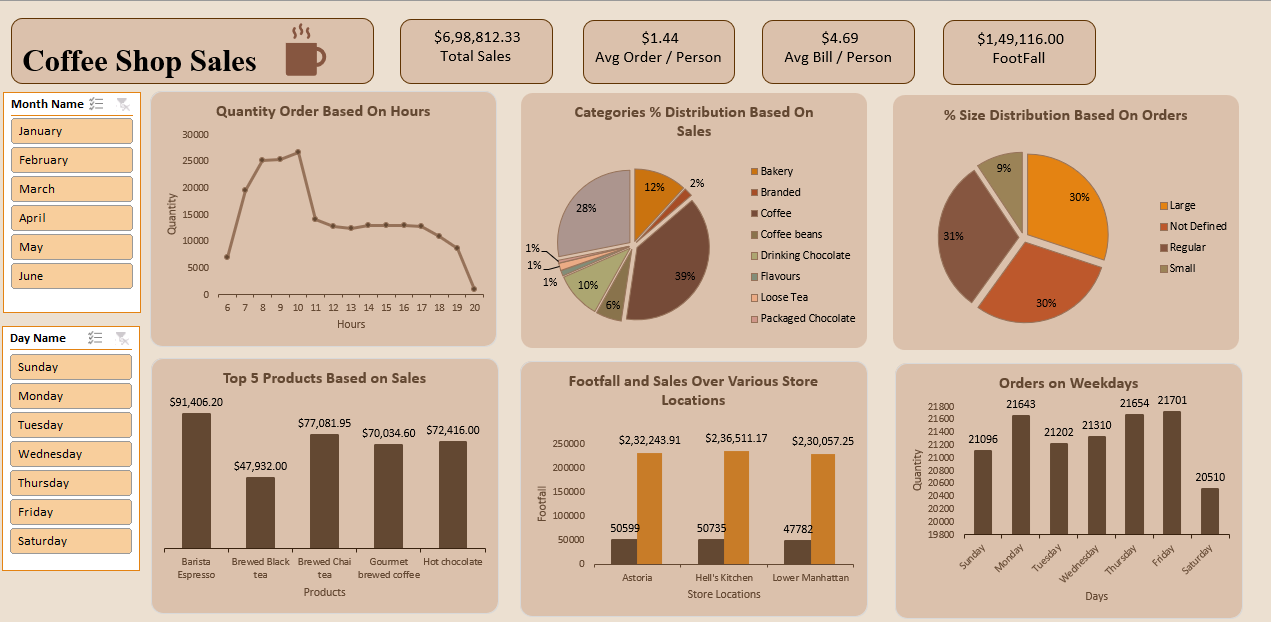 Coffee Shop Sales
$6,98,812.33
Total Sales
$1.44
Avg Order / Person
$4.69
Avg Bill / Person
$1,49,116.00
FootFall
Month Name
January
February
March
April
May
June
Day Name
Sunday
Monday
Tuesday
Wednesday
Thursday
Friday
Saturday
Quantity Order Based On Hours
30000
25000
20000
15000
10000
5000
0
Quantity
6 7 8 9 10 11 12 13 14 15 16 17 18 19 20
Hours
Categories % Distribution Based On
Sales
12%
2%
39%
6%
10%
1%
1%
1%
28%
Bakery
Branded
Coffee
Coffee beans
Drinking Chocolate
Flavours
Loose Tea
Packaged Chocolate
% Size Distribution Based On Orders
30%
30%
31%
9%
Large
Not Defined
Regular
Small
Top 5 Products Based on Sales
$91,406.20
$47,932.00
$77,081.95
$70,034.60
$72,416.00
Barista
Espresso
Brewed Black
tea
Brewed Chai
tea
Gourmet
brewed coffee
Hot chocolate
Products
Footfall and Sales Over Various Store
Locations
250000
200000
150000
100000
50000
0
Footfall
50599
$2,32,243.91
50735
$2,36,511.17
47782
$2,30,057.25
Astoria
Hell's Kitchen
Lower Manhattan
Store Locations
Orders on Weekdays
21800
21600
21400
21200
21000
20800
20600
20400
20200
20000
19800
Quantity
21096
21643
21202
21310
21654
21701
20510
Sunday
Monday
Tuesday
Wednesday
Thursday
Friday
Saturday
Days